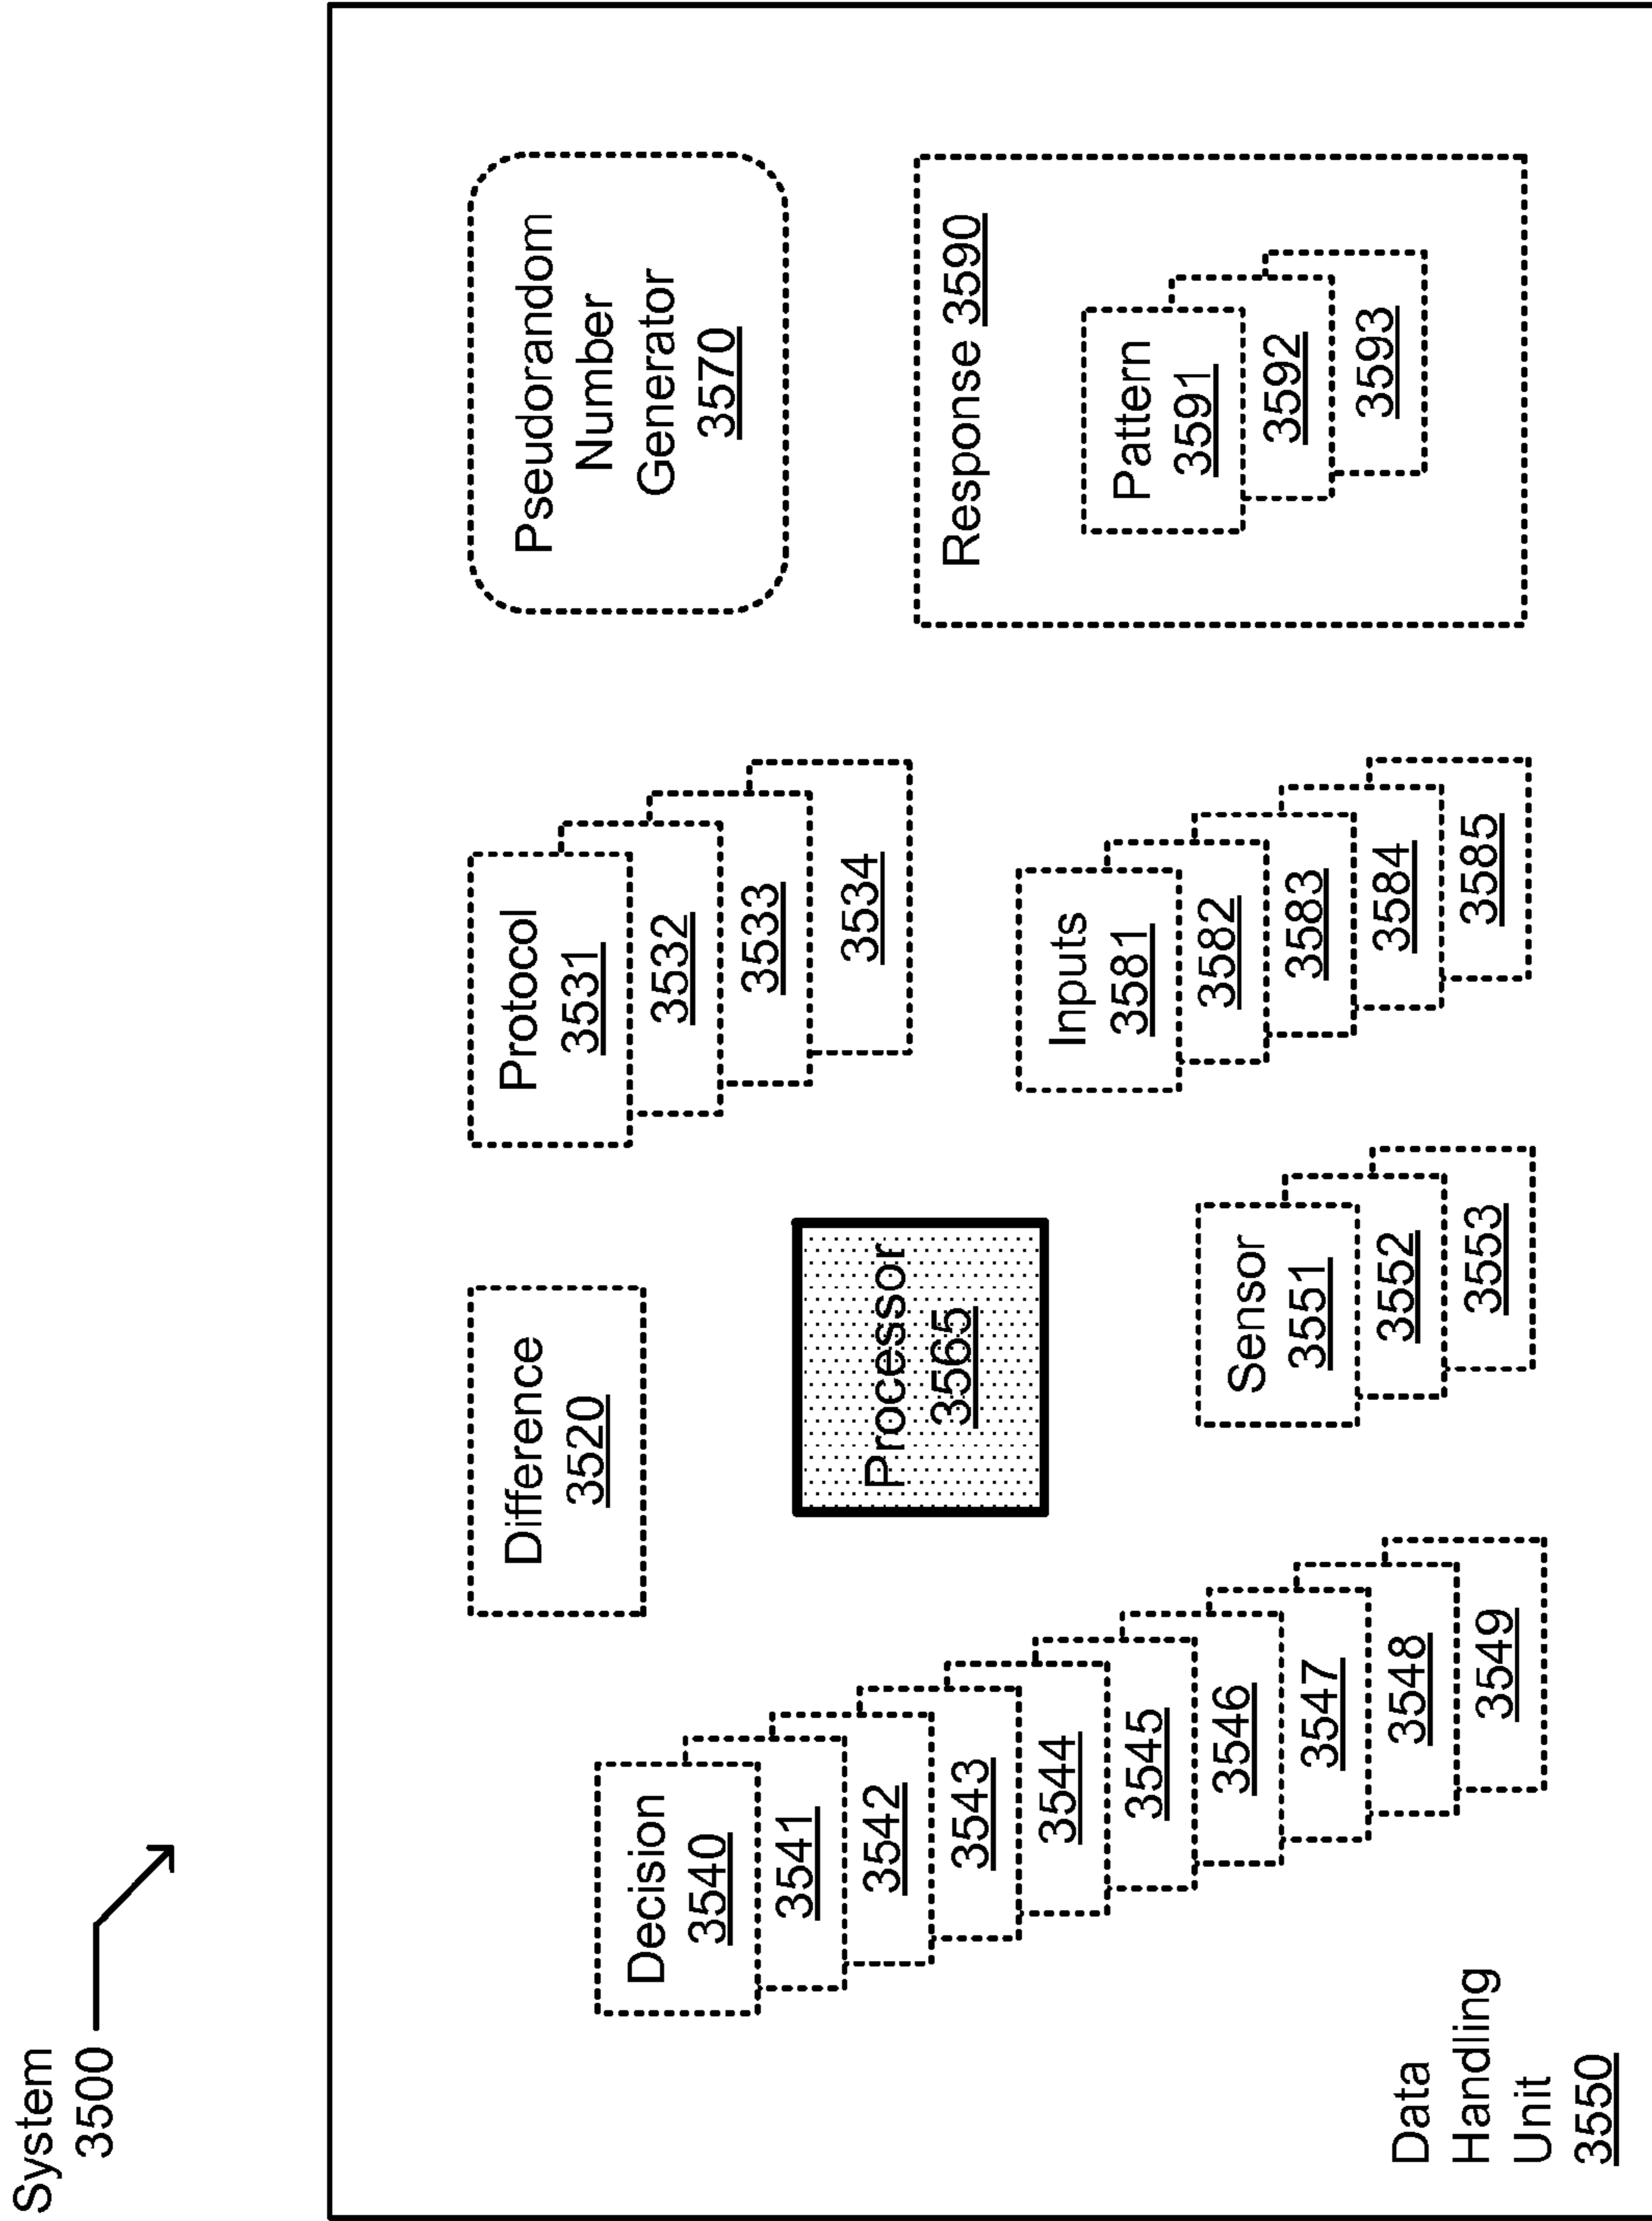 System
3500
Difference
3520
Protocol
3531
3532
3533
3534
Pseudorandom
Number
Generator
3570
Decision
3540
3541
3542
3543
3544
3545
3546
3547
3548
3549
Processor
3565
Sensor
3551
3552
3553
Inputs
3581
3582
3583
3584
3585
Response 3590
Pattern
3591
3592
3593
Data
Handling
Unit
3550